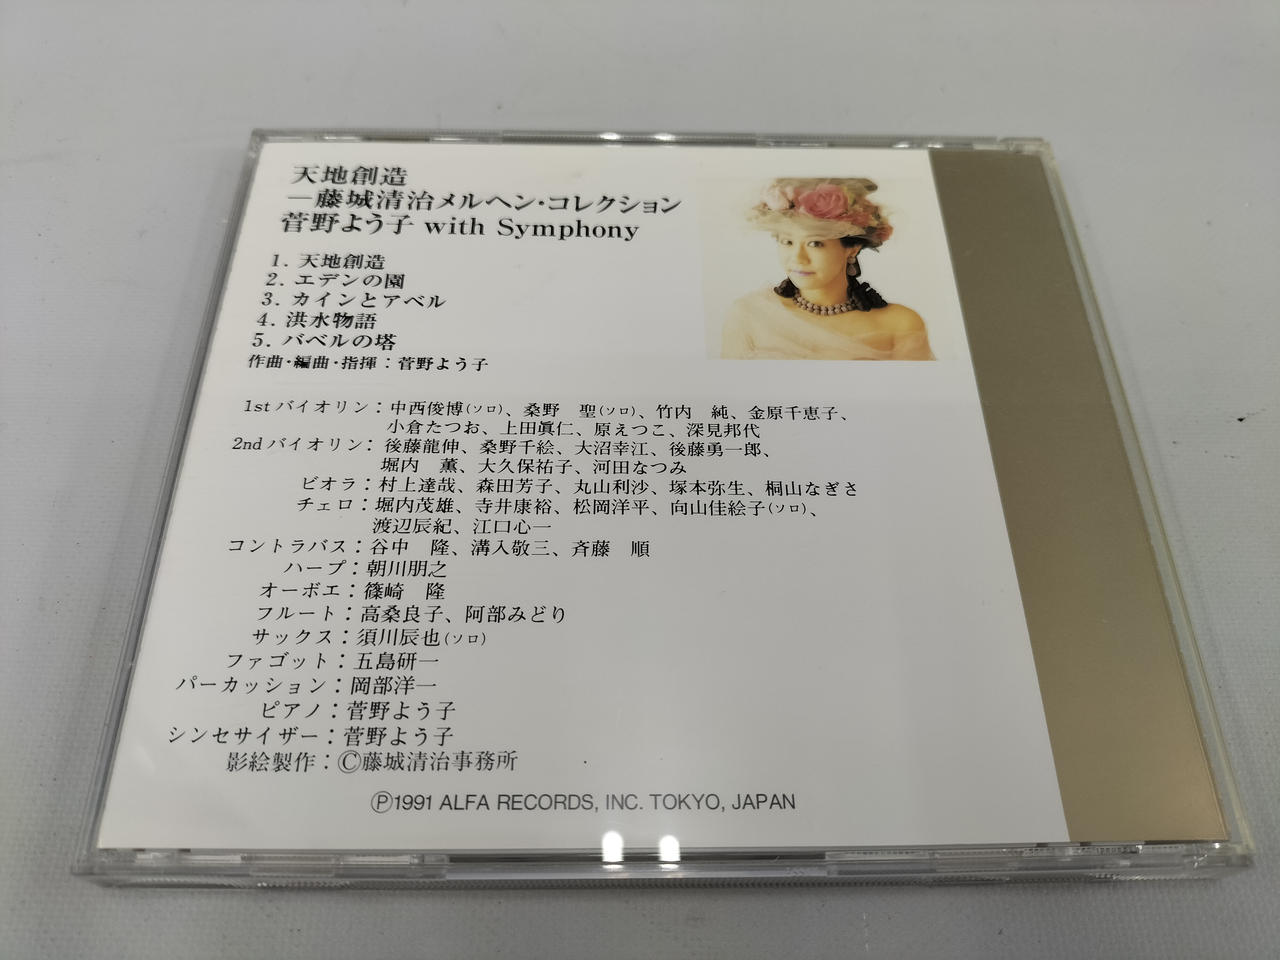 天地創造
―藤城清治メルヘン・コレクション
菅野よう子 with Symphony
1. 天地創造
2. エデンの園
3. カインとアベル
4. 洪水物語
5. バベルの塔
作曲・編曲・指揮：菅野よう子
1stバイオリン：中西俊博(ソロ)、桑野　聖(ソロ)、竹内　純、金原千恵子、
小倉たつお、上田眞仁、原えつこ、深見邦代
2ndバイオリン：後藤龍伸、桑野千絵、大沼幸江、後藤勇一郎、
堀内　薫、大久保祐子、河田なつみ
ビオラ：村上達哉、森田芳子、丸山利沙、塚本弥生、桐山なぎさ
チェロ：堀内茂雄、寺井康裕、松岡洋平、向山佳絵子(ソロ)、
渡辺辰紀、江口心一
コントラバス：谷中　隆、溝入敬三、斉藤　順
ハープ：朝川朋之
オーボエ：篠崎　隆
フルート：高桑良子、阿部みどり
サックス：須川辰也(ソロ)
ファゴット：五島研一
パーカッション：岡部洋一
ピアノ：菅野よう子
シンセサイザー：菅野よう子
影絵製作：Ⓒ藤城清治事務所
Ⓟ1991 ALFA RECORDS, INC. TOKYO, JAPAN